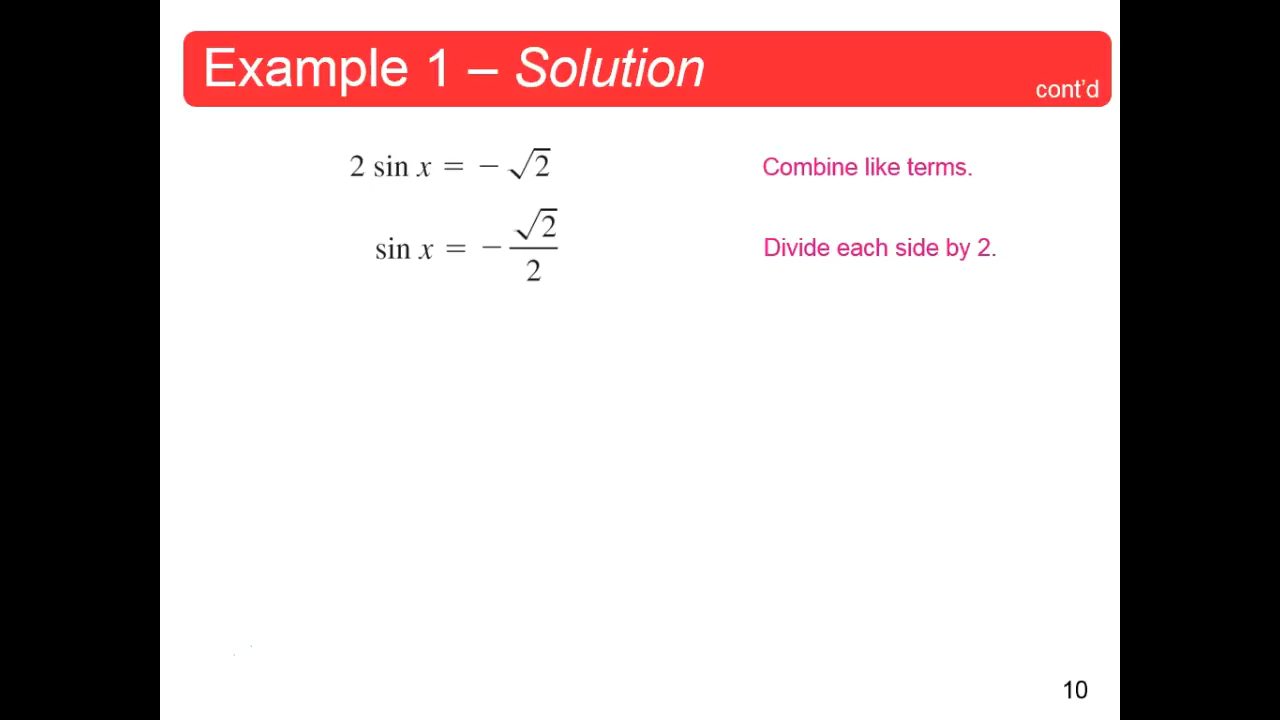 Example 1 – Solution
cont'd
2 sin x = − √2 Combine like terms.
sin x = − √2/2 Divide each side by 2.
10